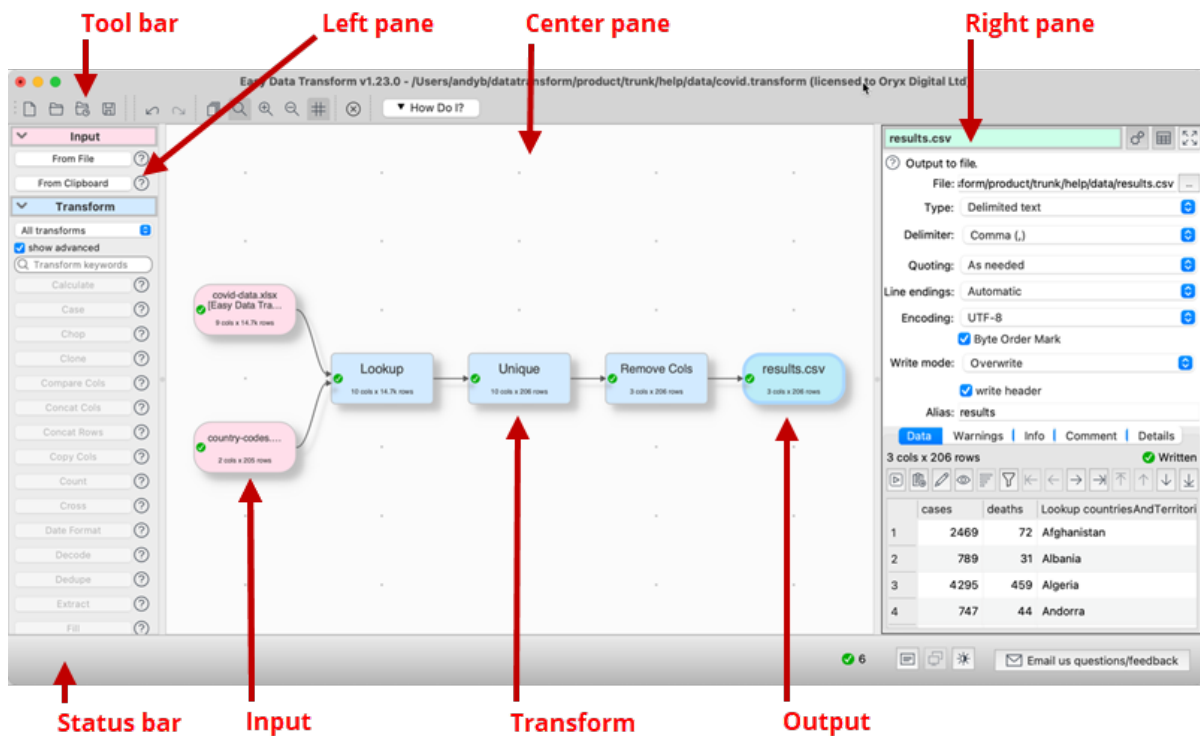 Tool bar
Left pane
Center pane
Right pane
Easy Data Transform v1.23.0 - /Users/andyb/datatransform/product/trunk/help/data/covid.transform (licensed to Oryx Digital Ltd
▼ How Do I?
Input
From File ?
From Clipboard ?
Transform
All transforms
show advanced
Transform keywords
Calculate ?
Case ?
Chop ?
Clone ?
Compare Cols ?
Concat Cols ?
Concat Rows ?
Copy Cols ?
Count ?
Cross ?
Date Format ?
Decode ?
Dedupe ?
Extract ?
Fill ?
covid-data.xlsx
[Easy Data Tra...
9 cols x 14.7k rows
country-codes....
2 cols x 205 rows
Lookup
10 cols x 14.7k rows
Unique
10 cols x 206 rows
Remove Cols
3 cols x 206 rows
results.csv
3 cols x 206 rows
results.csv
? Output to file.
File: sform/product/trunk/help/data/results.csv ...
Type: Delimited text
Delimiter: Comma (,)
Quoting: As needed
Line endings: Automatic
Encoding: UTF-8
Byte Order Mark
Write mode: Overwrite
write header
Alias: results
Data Warnings Info Comment Details
3 cols x 206 rows Written
cases deaths Lookup countriesAndTerritori
1 2469 72 Afghanistan
2 789 31 Albania
3 4295 459 Algeria
4 747 44 Andorra
6
Email us questions/feedback
Status bar
Input
Transform
Output